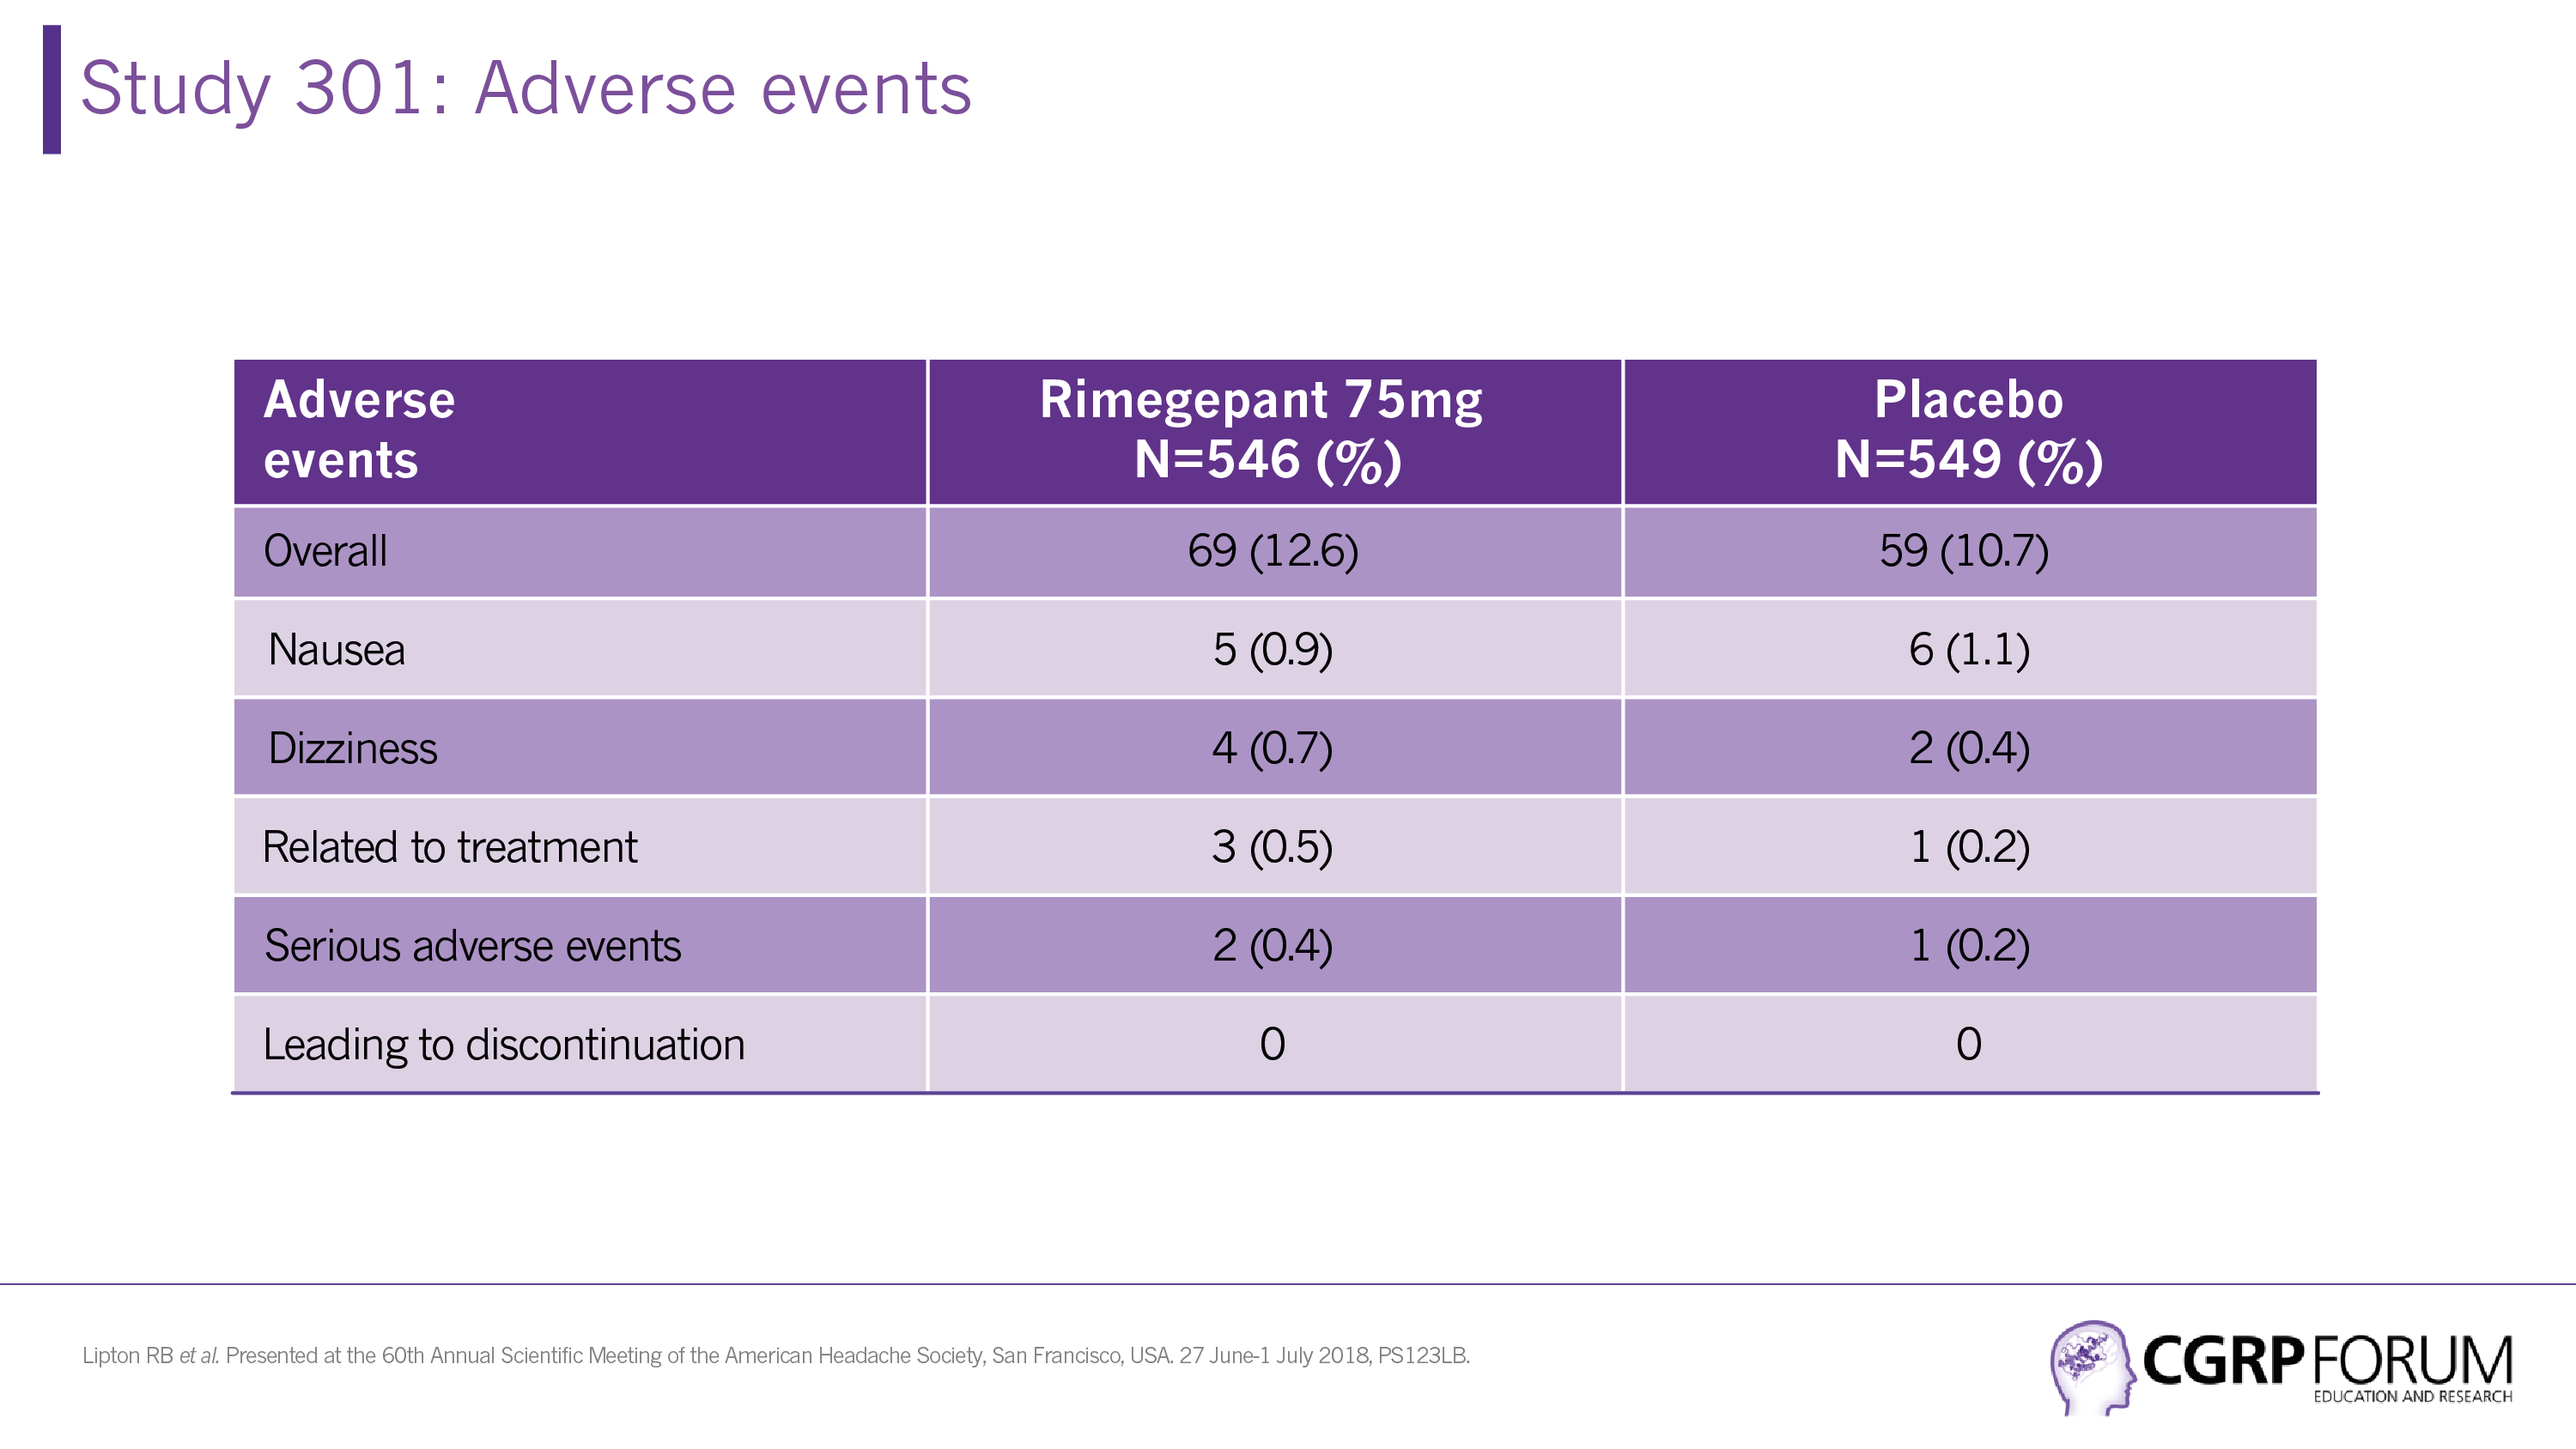 Study 301: Adverse events
Adverse
events
Rimegepant 75mg
N=546 (%)
Placebo
N=549 (%)
Overall
69 (12.6)
59 (10.7)
Nausea
5 (0.9)
6 (1.1)
Dizziness
4 (0.7)
2 (0.4)
Related to treatment
3 (0.5)
1 (0.2)
Serious adverse events
2 (0.4)
1 (0.2)
Leading to discontinuation
0
0
Lipton RB et al. Presented at the 60th Annual Scientific Meeting of the American Headache Society, San Francisco, USA. 27 June-1 July 2018, PS123LB.
CGRP FORUM
EDUCATION AND RESEARCH